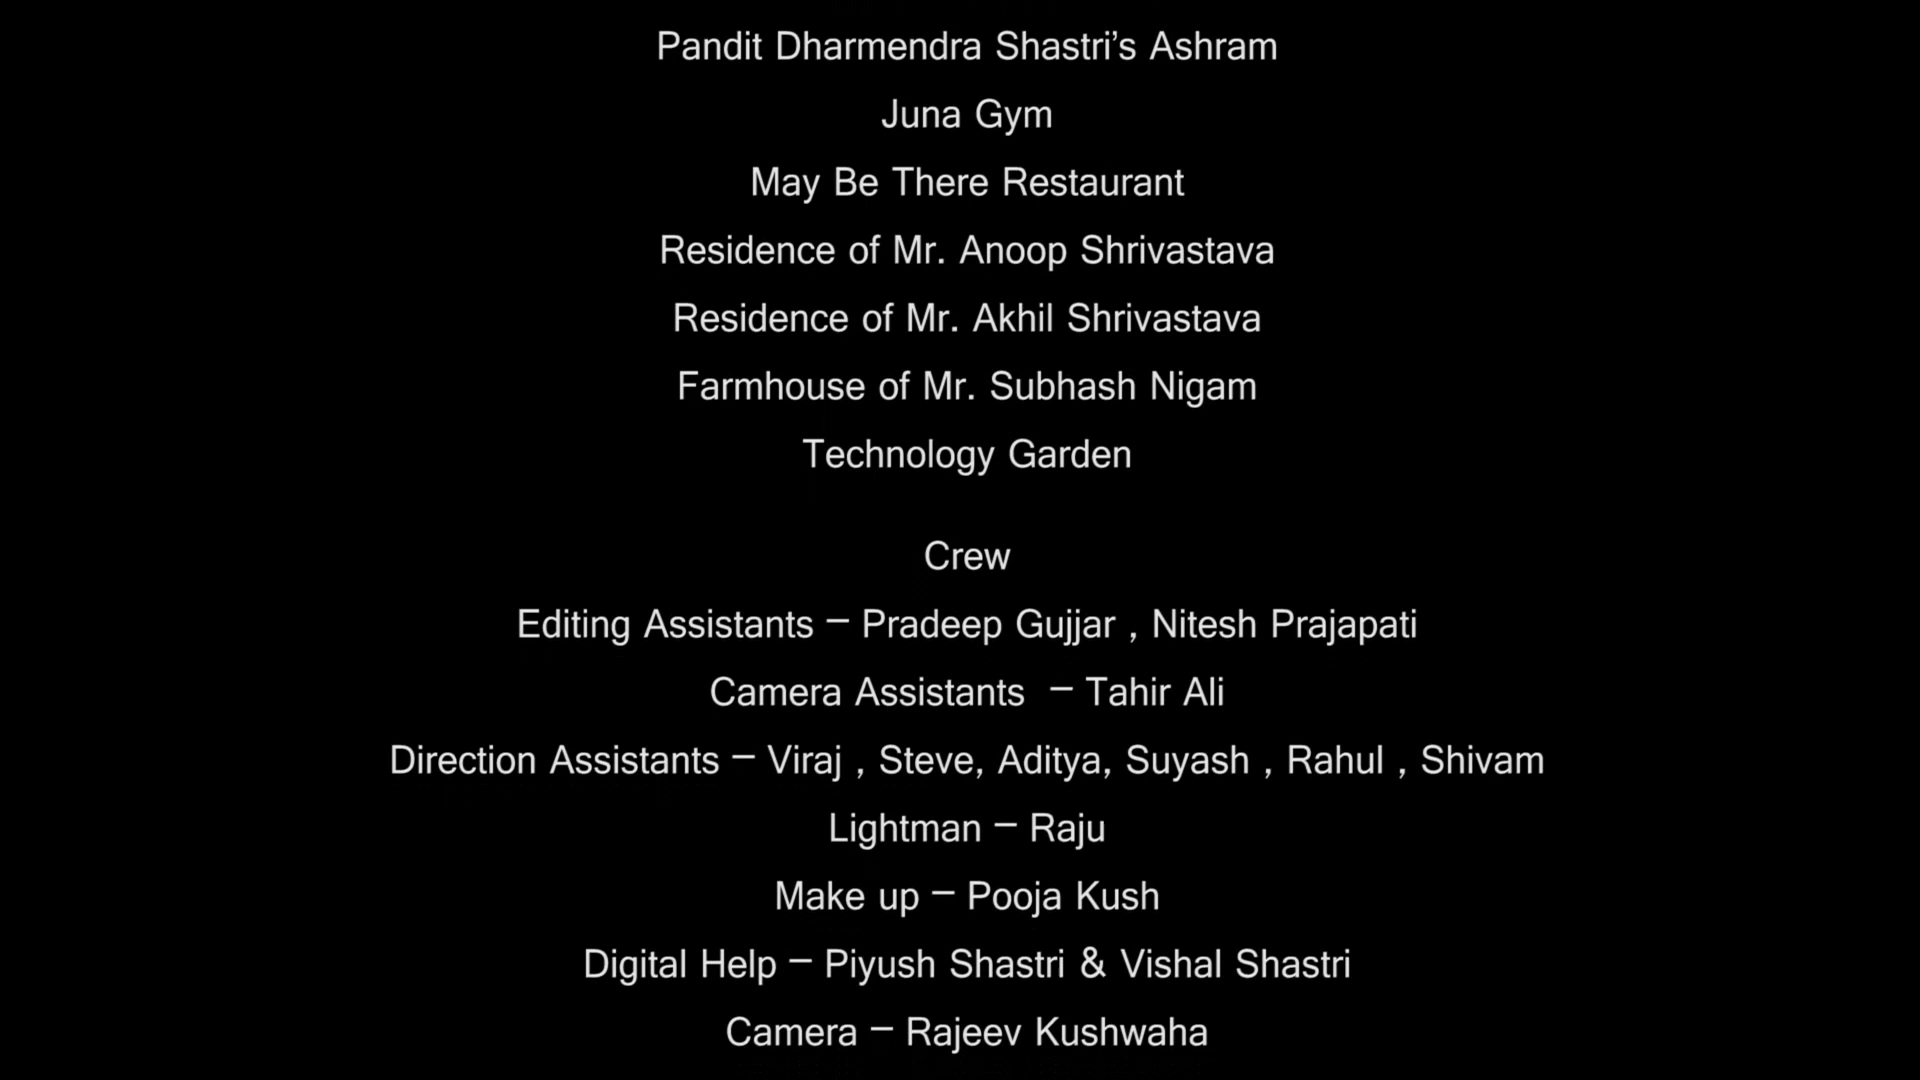 Pandit Dharmendra Shastri’s Ashram
Juna Gym
May Be There Restaurant
Residence of Mr. Anoop Shrivastava
Residence of Mr. Akhil Shrivastava
Farmhouse of Mr. Subhash Nigam
Technology Garden
Crew
Editing Assistants – Pradeep Gujjar , Nitesh Prajapati
Camera Assistants  – Tahir Ali
Direction Assistants – Viraj , Steve, Aditya, Suyash , Rahul , Shivam
Lightman – Raju
Make up – Pooja Kush
Digital Help – Piyush Shastri & Vishal Shastri
Camera – Rajeev Kushwaha